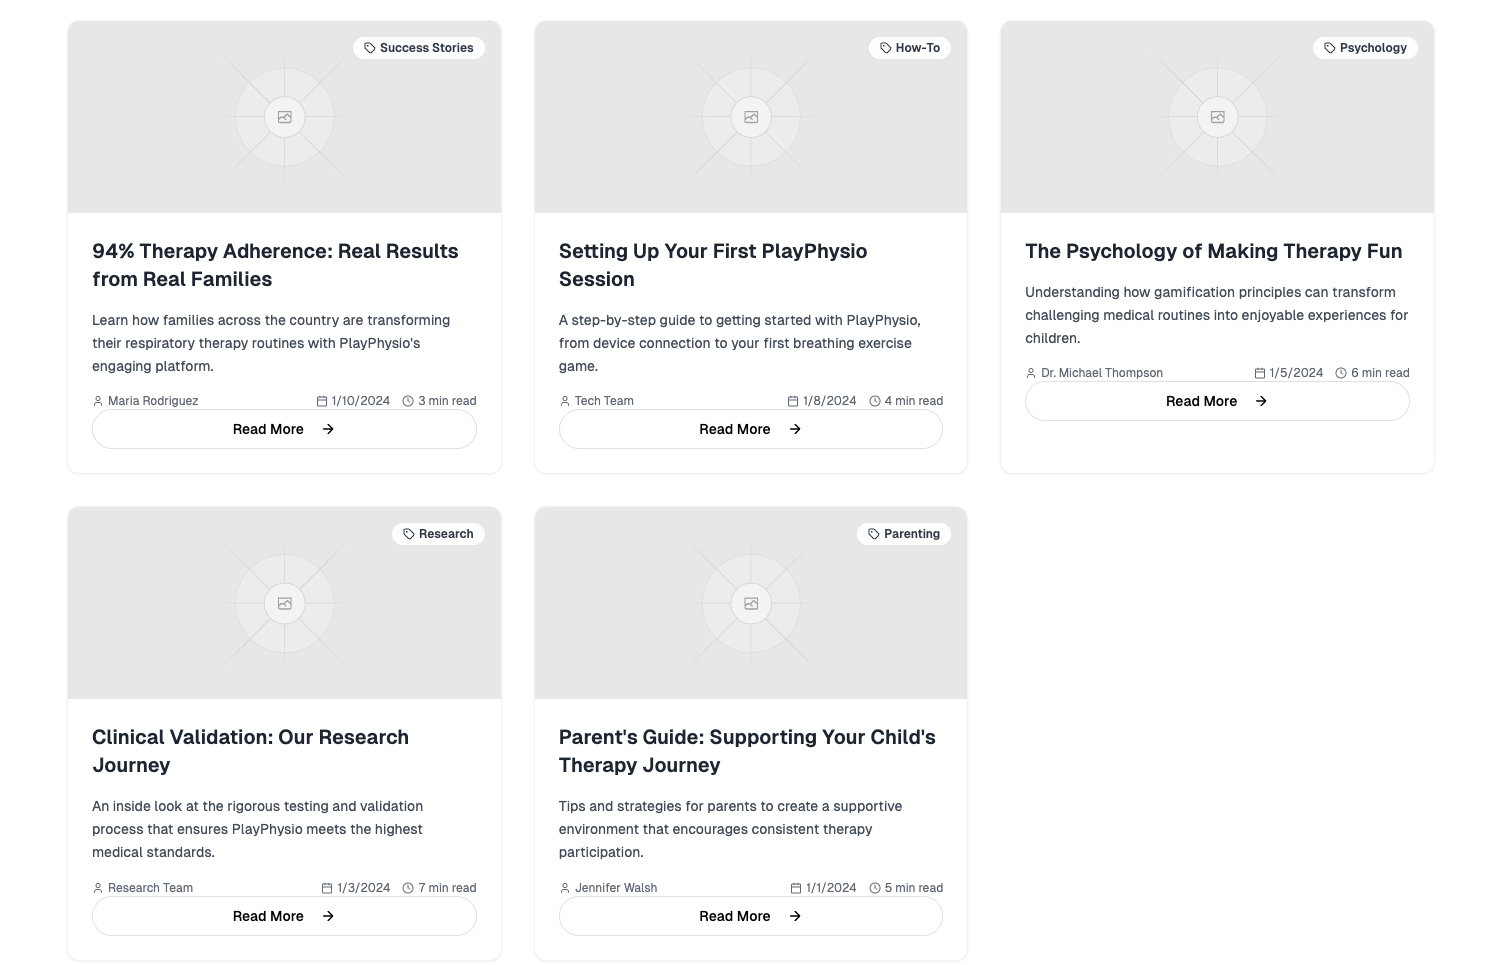 Success Stories
94% Therapy Adherence: Real Results
from Real Families
Learn how families across the country are transforming
their respiratory therapy routines with PlayPhysio's
engaging platform.
Maria Rodriguez 1/10/2024 3 min read
Read More
How-To
Setting Up Your First PlayPhysio
Session
A step-by-step guide to getting started with PlayPhysio,
from device connection to your first breathing exercise
game.
Tech Team 1/8/2024 4 min read
Read More
Psychology
The Psychology of Making Therapy Fun
Understanding how gamification principles can transform
challenging medical routines into enjoyable experiences for
children.
Dr. Michael Thompson 1/5/2024 6 min read
Read More
Research
Clinical Validation: Our Research
Journey
An inside look at the rigorous testing and validation
process that ensures PlayPhysio meets the highest
medical standards.
Research Team 1/3/2024 7 min read
Read More
Parenting
Parent's Guide: Supporting Your Child's
Therapy Journey
Tips and strategies for parents to create a supportive
environment that encourages consistent therapy
participation.
Jennifer Walsh 1/1/2024 5 min read
Read More